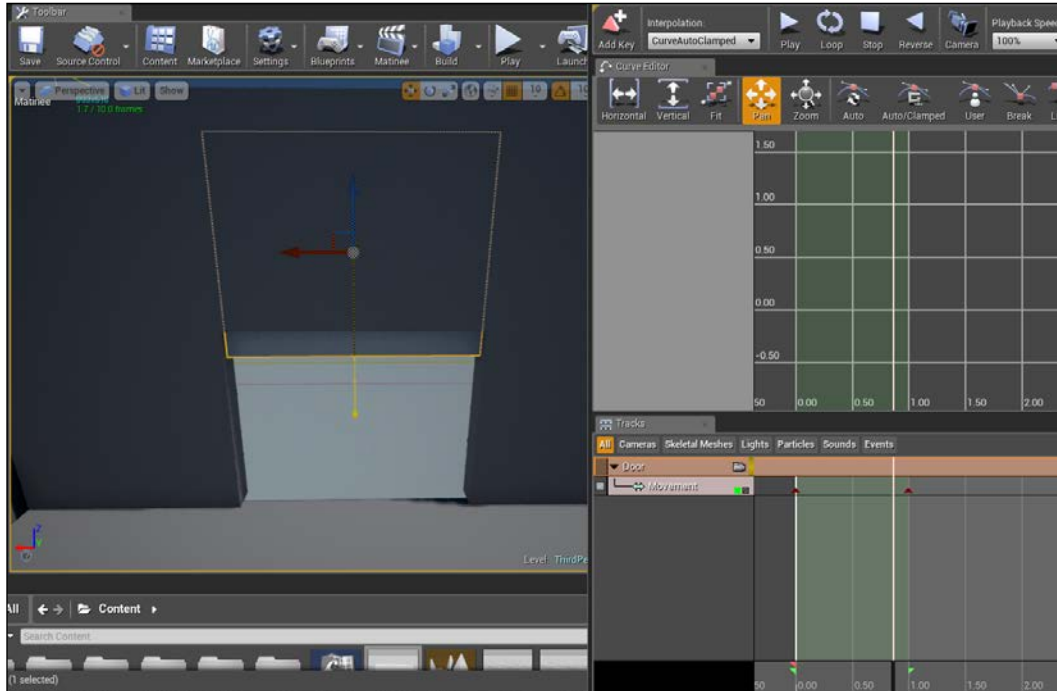 Toolbar
Save Source Control Content Marketplace Settings Blueprints Matinee Build Play Launch
Perspective Lit Show 10 10
Matinee
1.7 / 10.0 frames
Level ThirdPe
All Content
Search Content
(1 selected)
Add Key Interpolation: CurveAutoClamped Play Loop Stop Reverse Camera Playback Spee 100%
Curve Editor
Horizontal Vertical Fit Pan Zoom Auto Auto/Clamped User Break
1.50
1.00
0.50
0.00
-0.50
50 0.00 0.50 1.00 1.50 2.00
Tracks
All Cameras Skeletal Meshes Lights Particles Sounds Events
Door
Movement
50 0.00 0.50 1.00 1.50 2.00